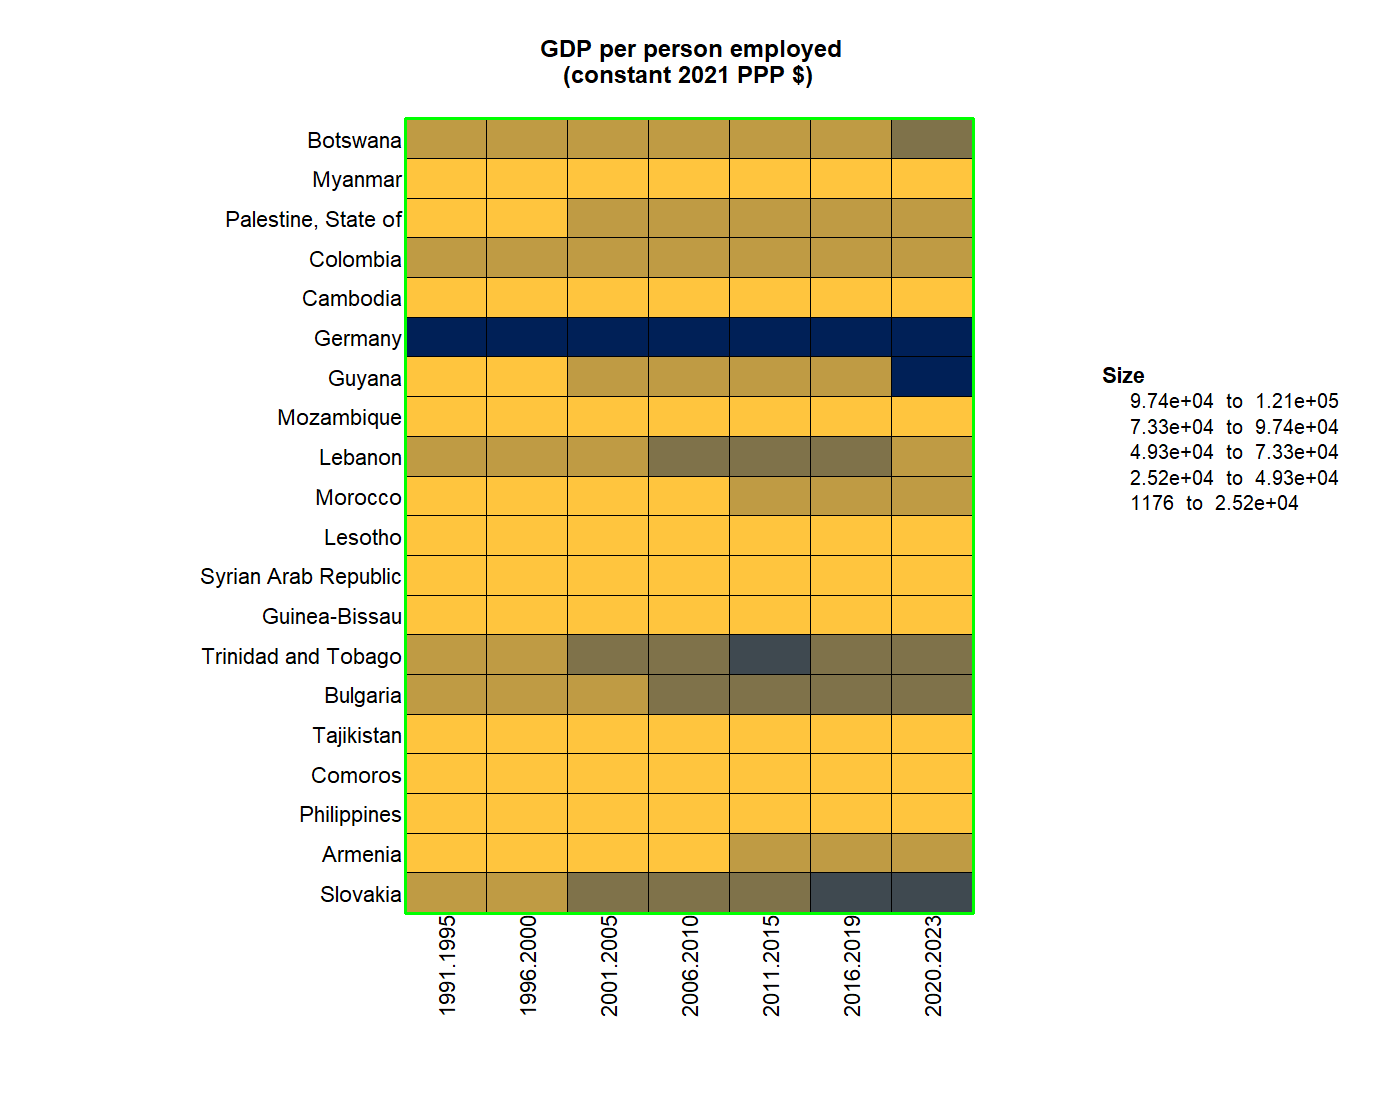 GDP per person employed
(constant 2021 PPP $)
Botswana
Myanmar
Palestine, State of
Colombia
Cambodia
Germany
Guyana
Mozambique
Lebanon
Morocco
Lesotho
Syrian Arab Republic
Guinea-Bissau
Trinidad and Tobago
Bulgaria
Tajikistan
Comoros
Philippines
Armenia
Slovakia
1991.1995
1996.2000
2001.2005
2006.2010
2011.2015
2016.2019
2020.2023
Size
9.74e+04 to 1.21e+05
7.33e+04 to 9.74e+04
4.93e+04 to 7.33e+04
2.52e+04 to 4.93e+04
1176 to 2.52e+04